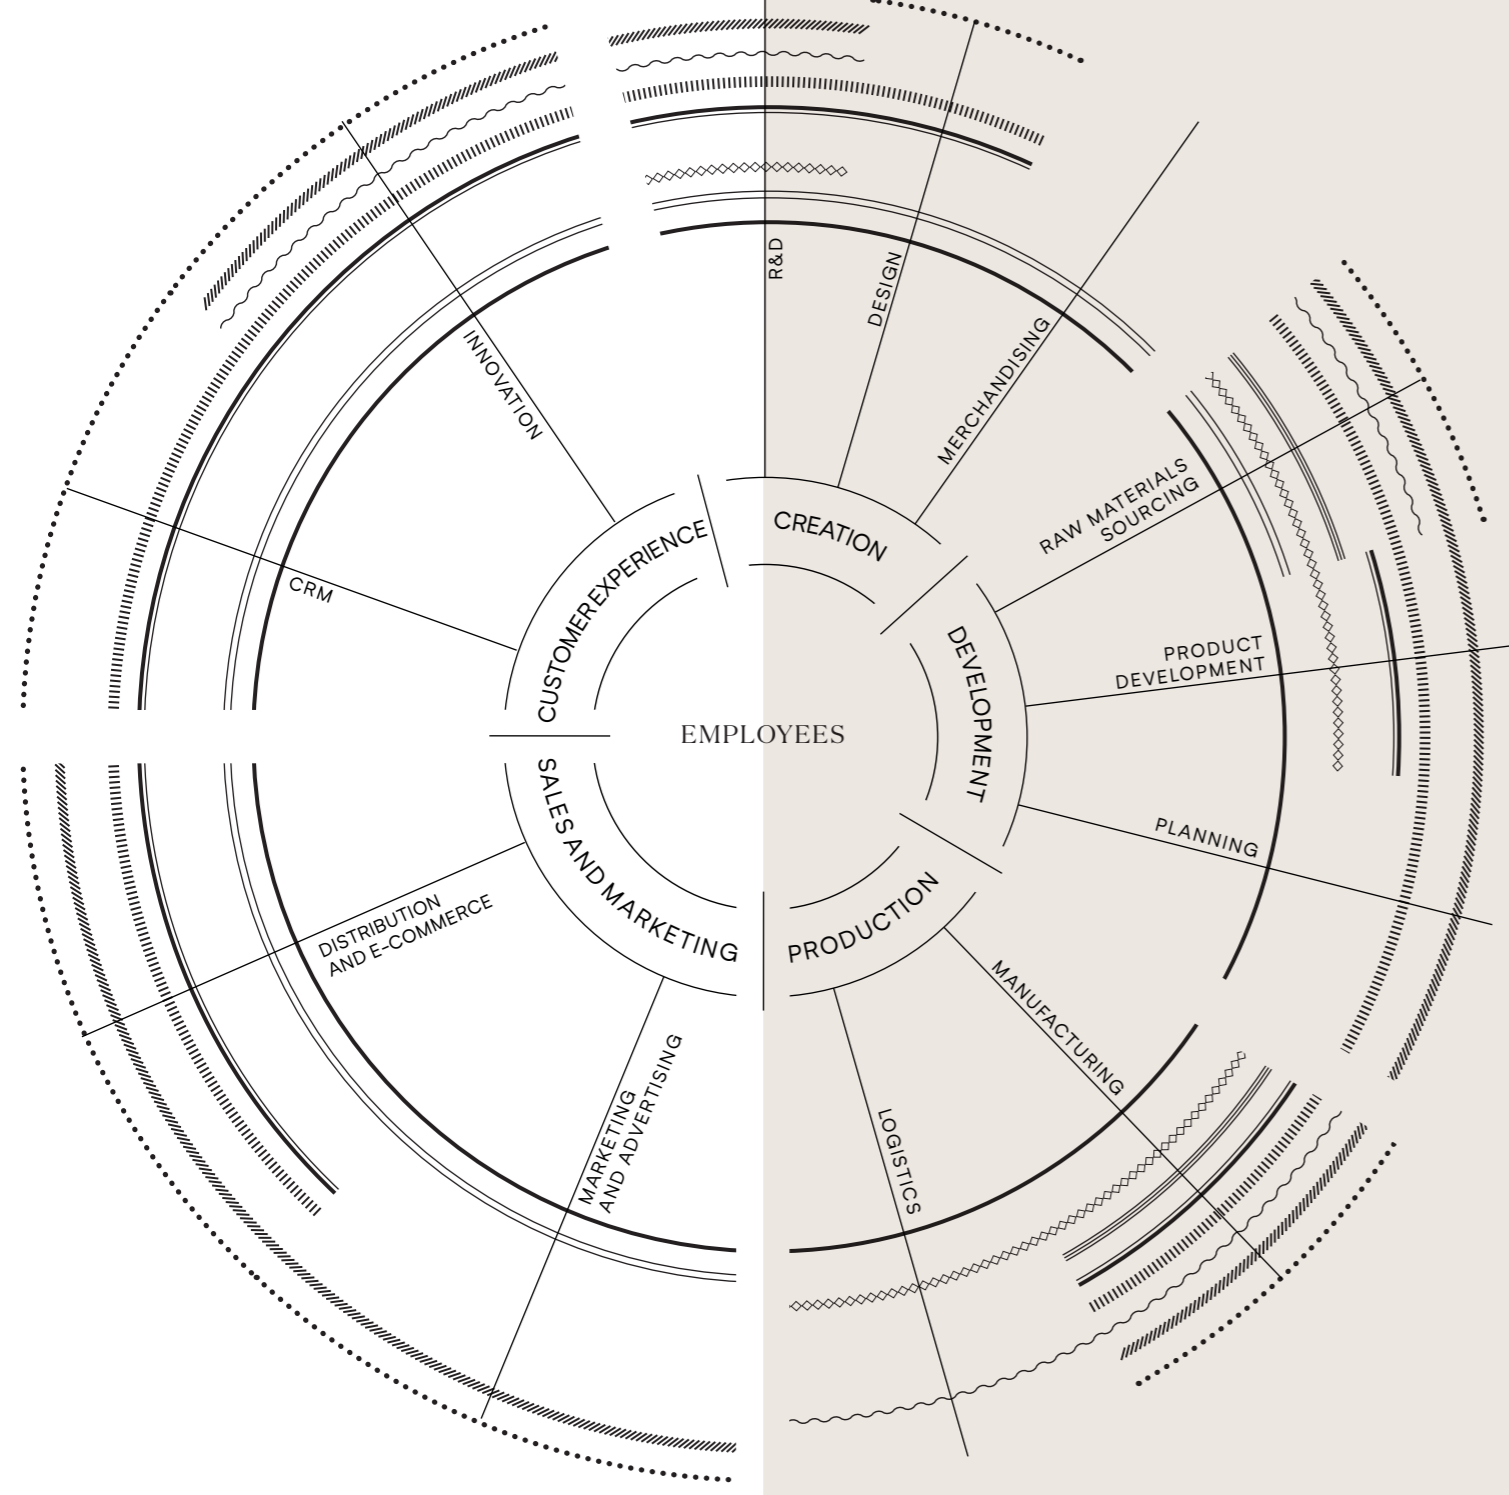 R&D
DESIGN
MERCHANDISING
INNOVATION
CRM
CREATION
CUSTOMER EXPERIENCE
RAW MATERIALS
SOURCING
DEVELOPMENT
PRODUCT
DEVELOPMENT
EMPLOYEES
PLANNING
SALES AND MARKETING
PRODUCTION
DISTRIBUTION
AND E-COMMERCE
MANUFACTURING
MARKETING
AND ADVERTISING
LOGISTICS